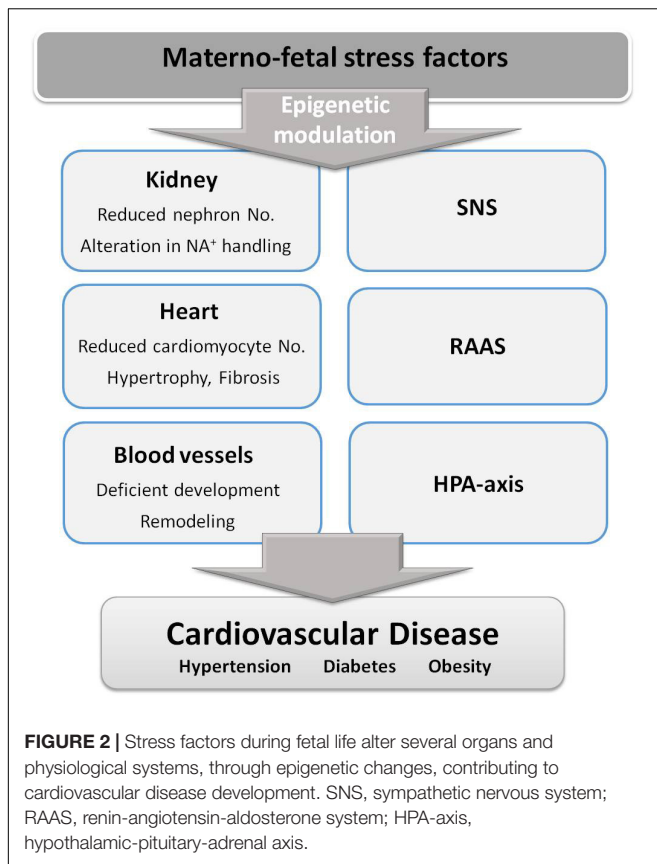 Materno-fetal stress factors
Epigenetic
modulation
Kidney
Reduced nephron No.
Alteration in NA⁺ handling
SNS
Heart
Reduced cardiomyocyte No.
Hypertrophy, Fibrosis
RAAS
Blood vessels
Deficient development
Remodeling
HPA-axis
Cardiovascular Disease
Hypertension Diabetes Obesity
FIGURE 2 | Stress factors during fetal life alter several organs and
physiological systems, through epigenetic changes, contributing to
cardiovascular disease development. SNS, sympathetic nervous system;
RAAS, renin-angiotensin-aldosterone system; HPA-axis,
hypothalamic-pituitary-adrenal axis.